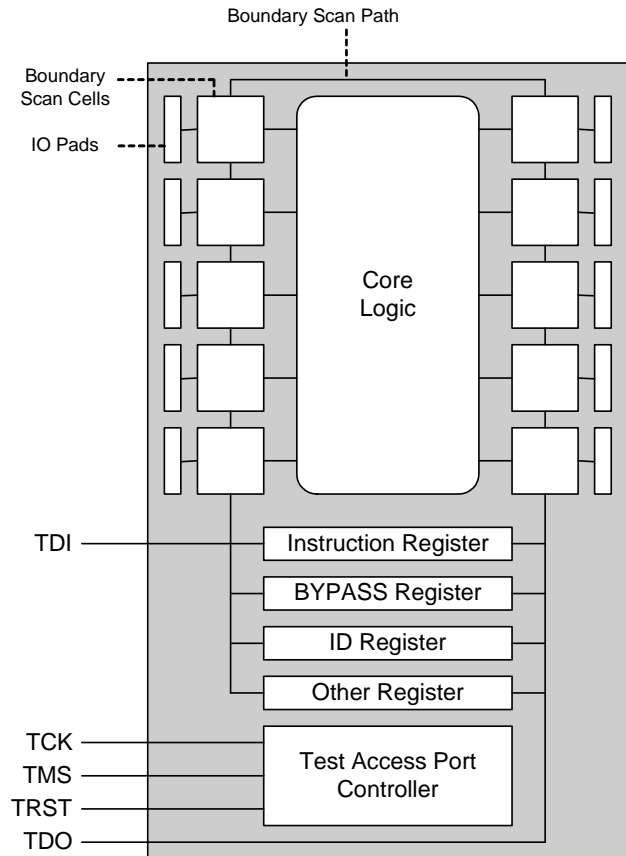 Boundary Scan Path
Boundary
Scan Cells
IO Pads
Core
Logic
TDI
Instruction Register
BYPASS Register
ID Register
Other Register
TCK
TMS
TRST
TDO
Test Access Port
Controller